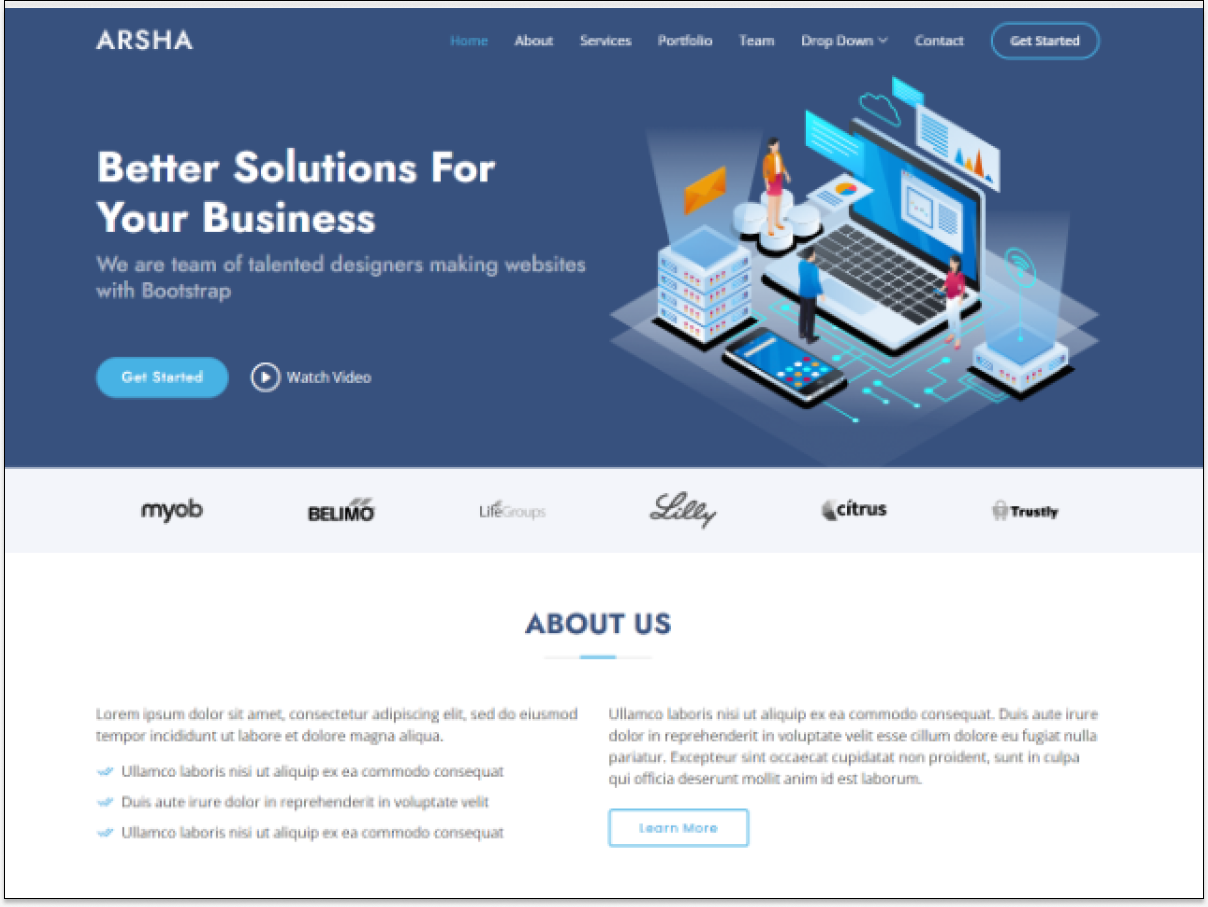 ARSHA
Home About Services Portfolio Team Drop Down Contact Get Started
Better Solutions For
Your Business
We are team of talented designers making websites
with Bootstrap
Get Started Watch Video
myob BELIMO LifeGroups Lilly citrus Trustly
ABOUT US
Lorem ipsum dolor sit amet, consectetur adipiscing elit, sed do eiusmod
tempor incididunt ut labore et dolore magna aliqua.
Ullamco laboris nisi ut aliquip ex ea commodo consequat
Duis aute irure dolor in reprehenderit in voluptate velit
Ullamco laboris nisi ut aliquip ex ea commodo consequat
Ullamco laboris nisi ut aliquip ex ea commodo consequat. Duis aute irure
dolor in reprehenderit in voluptate velit esse cillum dolore eu fugiat nulla
pariatur. Excepteur sint occaecat cupidatat non proident, sunt in culpa
qui officia deserunt mollit anim id est laborum.
Learn More